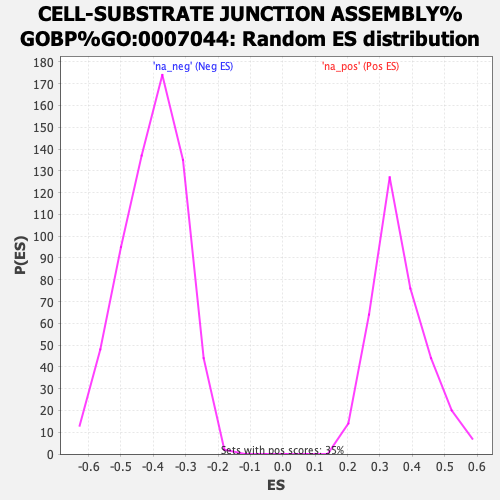 CELL-SUBSTRATE JUNCTION ASSEMBLY%
GOBP%GO:0007044: Random ES distribution
'na_neg' (Neg ES)
'na_pos' (Pos ES)
180
170
160
150
140
130
120
110
100
90
80
70
60
50
40
30
20
10
0
P(ES)
Sets with pos scores: 35%
-0.6 -0.5 -0.4 -0.3 -0.2 -0.1 0.0 0.1 0.2 0.3 0.4 0.5 0.6
ES